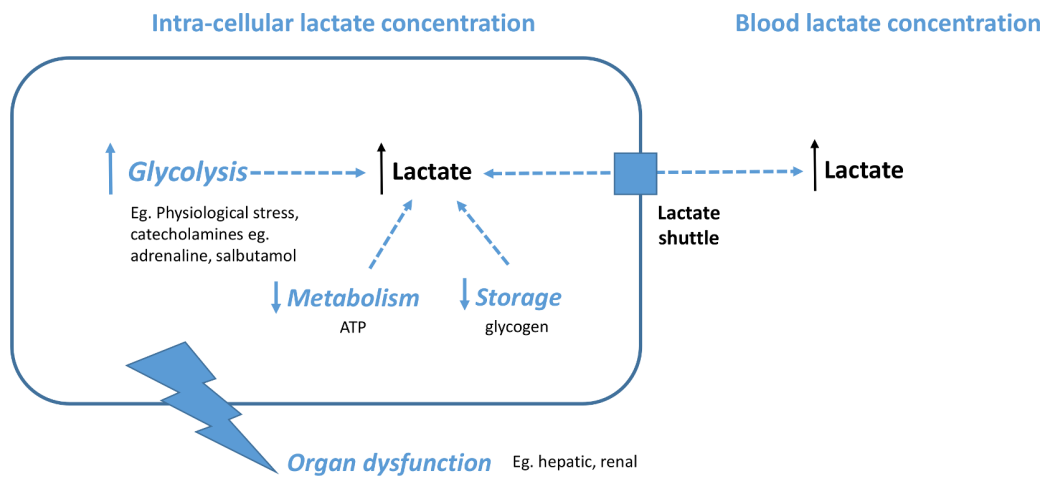 Intra-cellular lactate concentration
Blood lactate concentration
Glycolysis
Lactate
Lactate
Eg. Physiological stress,
catecholamines eg.
adrenaline, salbutamol
Lactate
shuttle
Metabolism
ATP
Storage
glycogen
Organ dysfunction
Eg. hepatic, renal